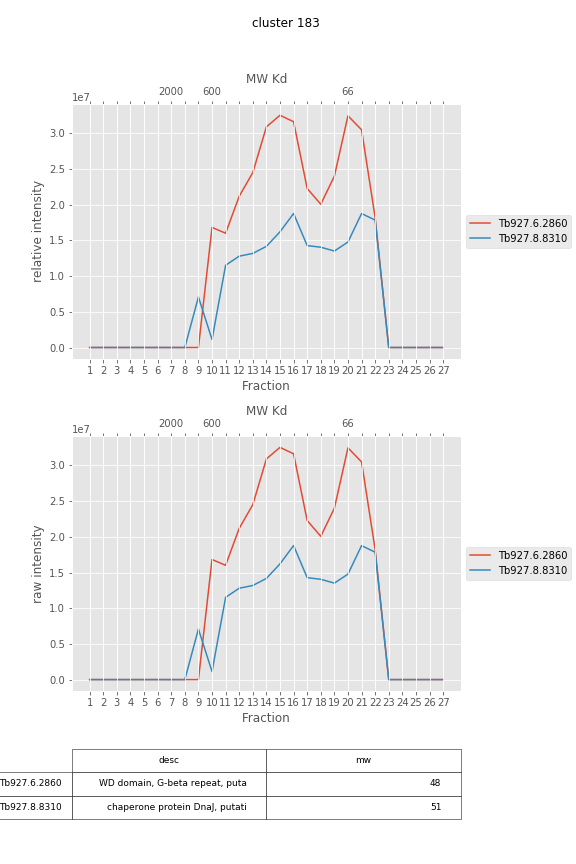 cluster 183
MW Kd
2000 600 66
1e7
3.0
2.5
2.0
1.5
1.0
0.5
0.0
relative intensity
1 2 3 4 5 6 7 8 9 10 11 12 13 14 15 16 17 18 19 20 21 22 23 24 25 26 27
Fraction
Tb927.6.2860
Tb927.8.8310
MW Kd
2000 600 66
1e7
3.0
2.5
2.0
1.5
1.0
0.5
0.0
raw intensity
1 2 3 4 5 6 7 8 9 10 11 12 13 14 15 16 17 18 19 20 21 22 23 24 25 26 27
Fraction
Tb927.6.2860
Tb927.8.8310
desc mw
Tb927.6.2860 WD domain, G-beta repeat, puta 48
Tb927.8.8310 chaperone protein DnaJ, putati 51